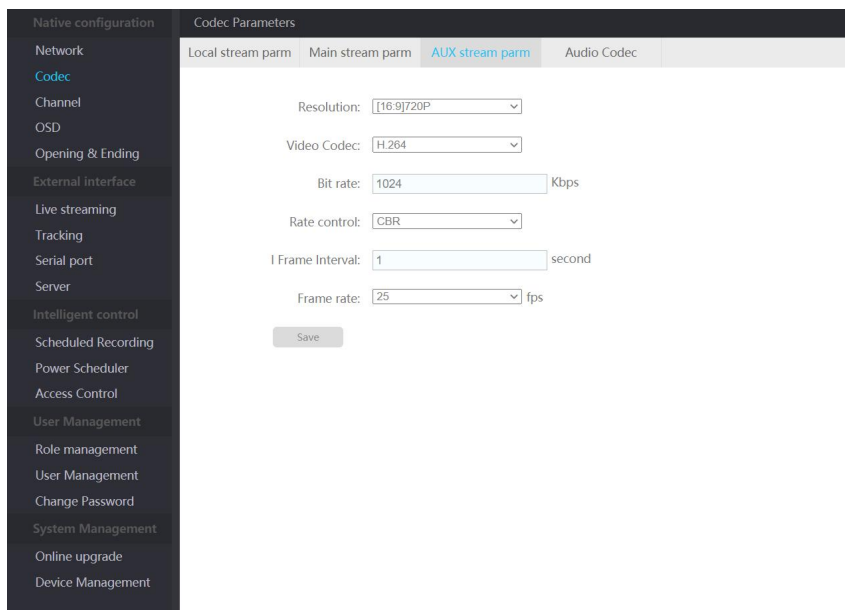 Native configuration
Network
Codec
Channel
OSD
Opening & Ending
External interface
Live streaming
Tracking
Serial port
Server
Intelligent control
Scheduled Recording
Power Scheduler
Access Control
User Management
Role management
User Management
Change Password
System Management
Online upgrade
Device Management
Codec Parameters
Local stream parm Main stream parm AUX stream parm Audio Codec
Resolution: [16:9]720P
Video Codec: H.264
Bit rate: 1024 Kbps
Rate control: CBR
I Frame Interval: 1 second
Frame rate: 25 fps
Save